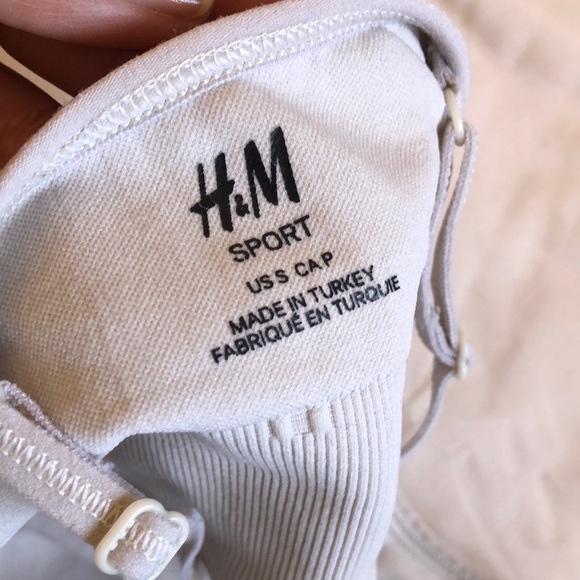 H&M
SPORT
US S CA P
MADE IN TURKEY
FABRIQUÉ EN TURQUIE